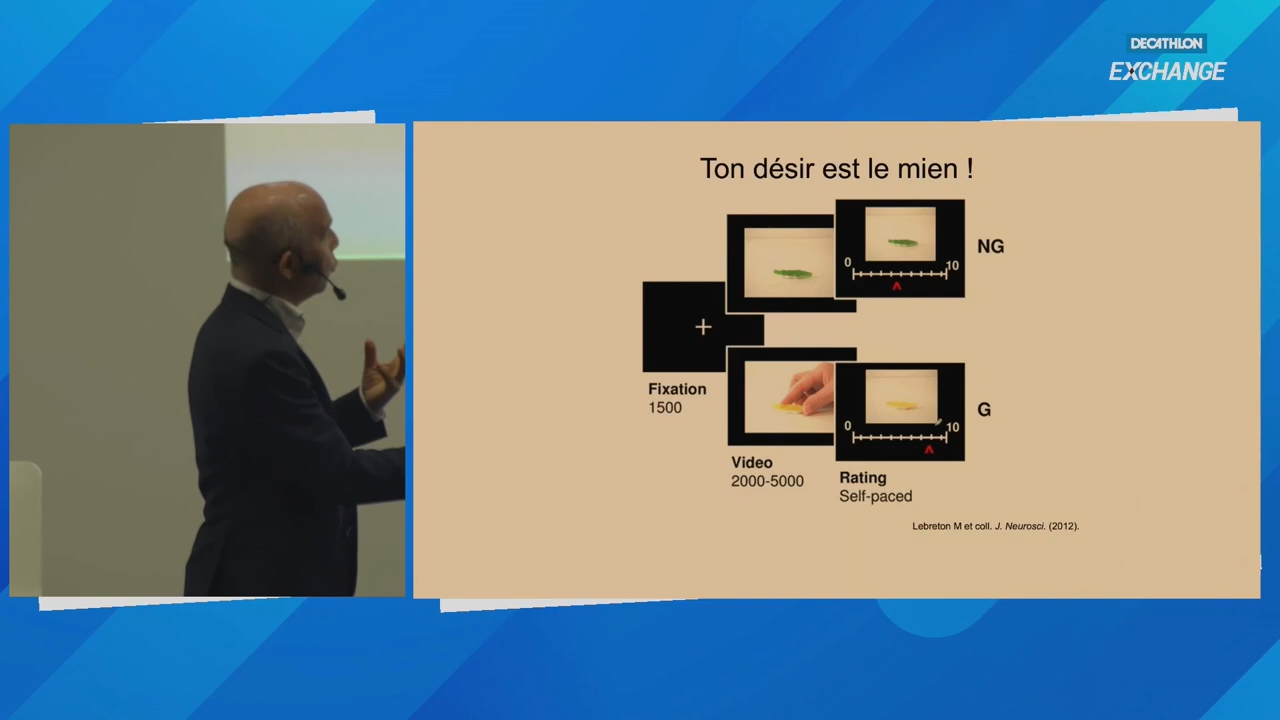 DECATHLON
EXCHANGE
Ton désir est le mien !
NG
0
10
Fixation
1500
G
0
10
Video
2000-5000
Rating
Self-paced
Lebreton M et coll. J. Neurosci. (2012).